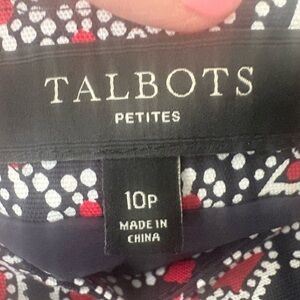 TALBOTS
PETITES
10P
MADE IN
CHINA